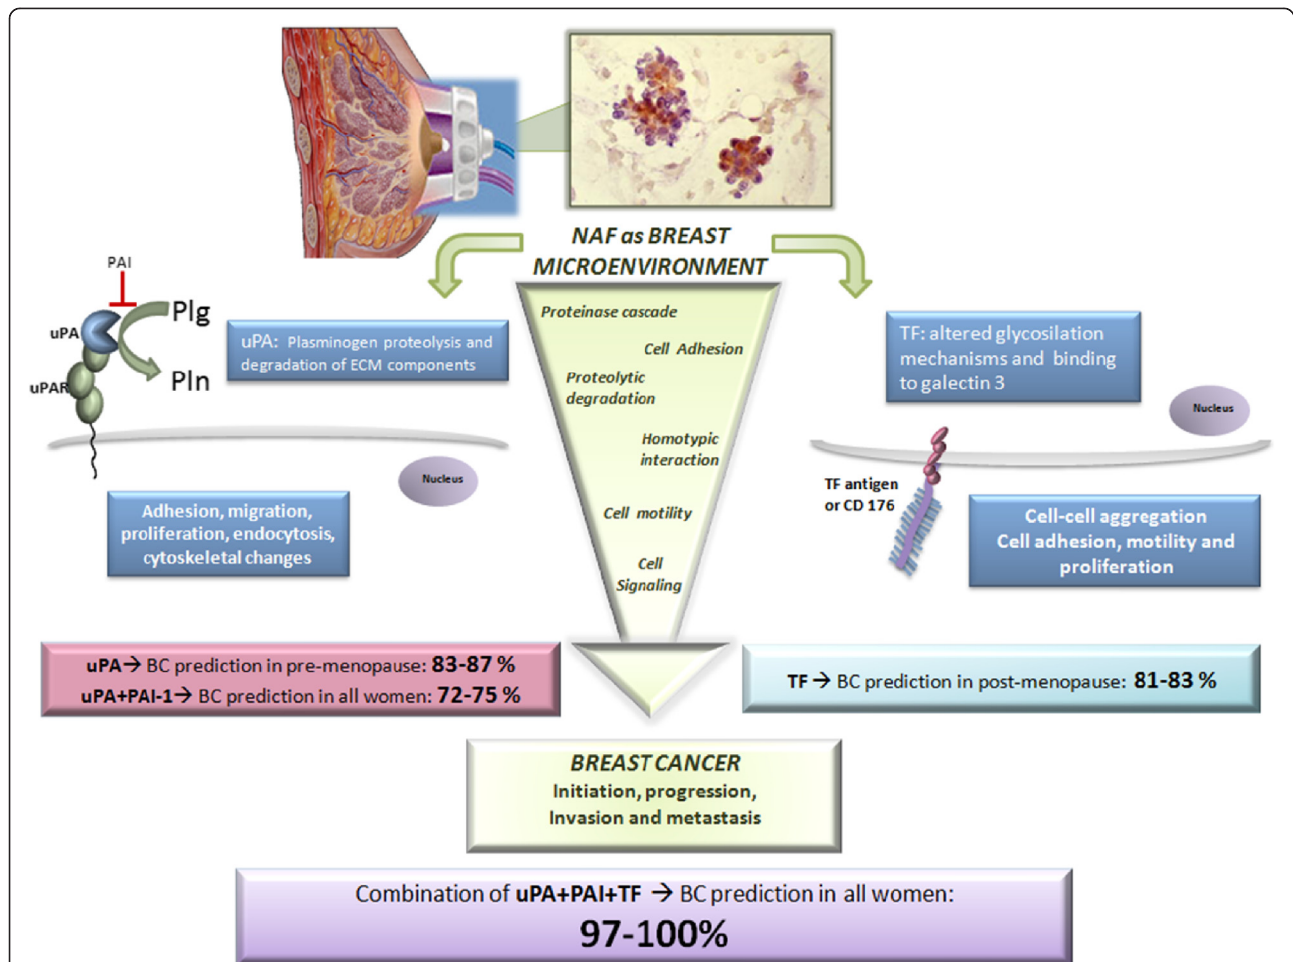 NAF as BREAST
MICROENVIRONMENT
PAI
Plg
uPA
uPAR
Pln
uPA: Plasminogen proteolysis and
degradation of ECM components
Nucleus
Adhesion, migration,
proliferation, endocytosis,
cytoskeletal changes
Proteinase cascade
Cell Adhesion
Proteolytic
degradation
Homotypic
interaction
Cell motility
Cell
Signaling
TF: altered glycosilation
mechanisms and binding
to galectin 3
Nucleus
TF antigen
or CD 176
Cell-cell aggregation
Cell adhesion, motility and
proliferation
uPA→ BC prediction in pre-menopause: 83-87 %
uPA+PAI-1→ BC prediction in all women: 72-75 %
TF → BC prediction in post-menopause: 81-83 %
BREAST CANCER
Initiation, progression,
Invasion and metastasis
Combination of uPA+PAI+TF → BC prediction in all women:
97-100%